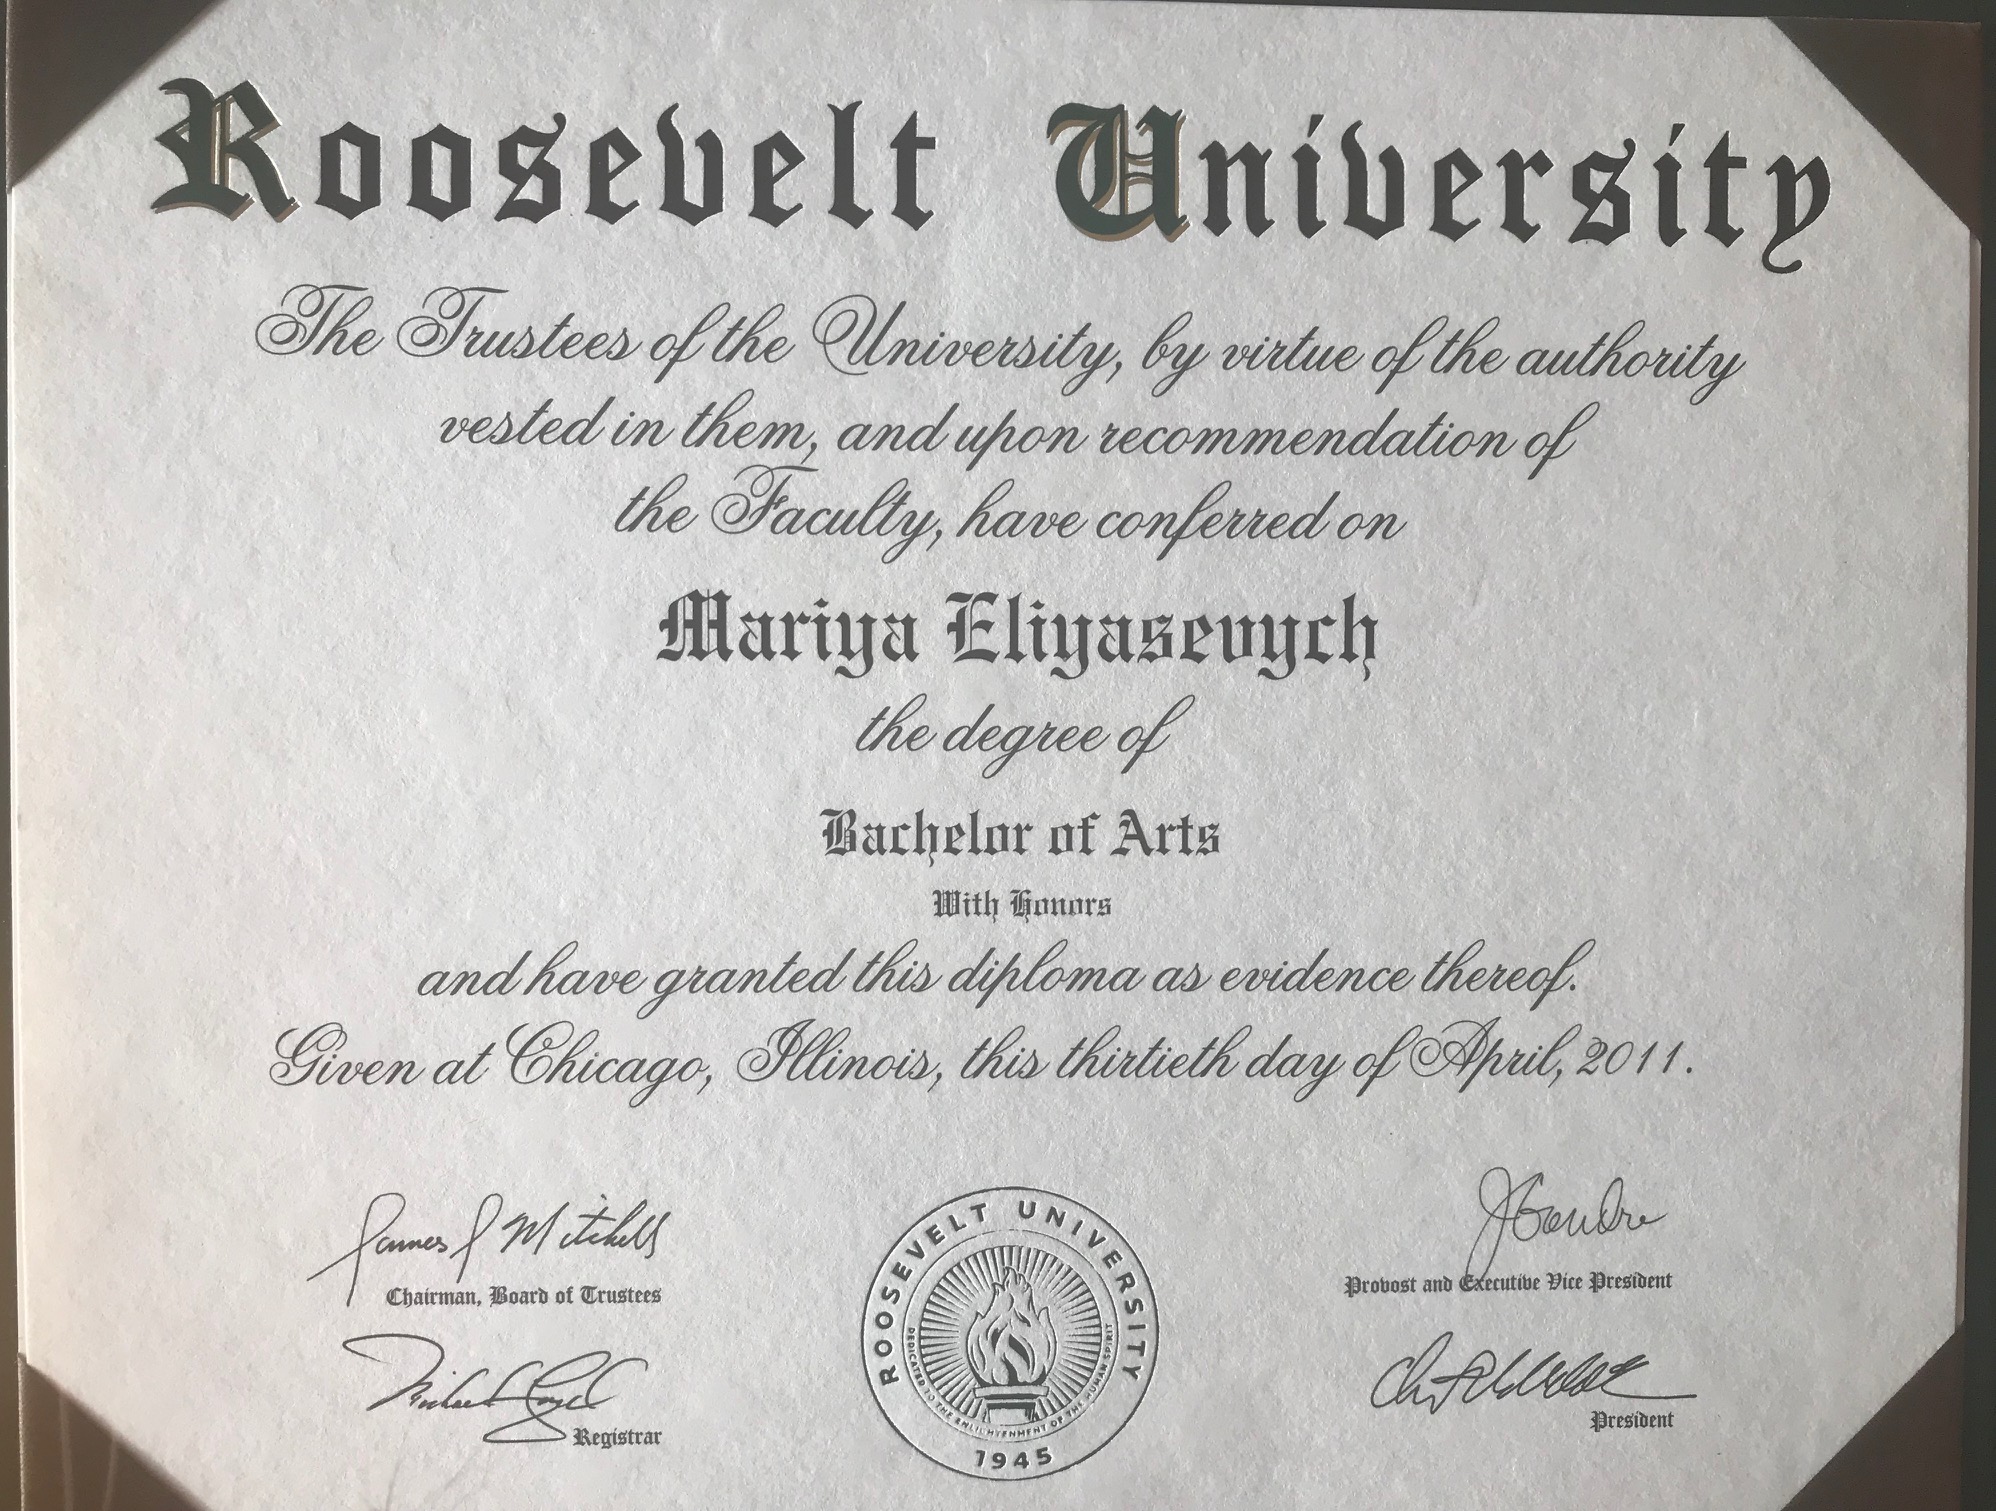 Roosevelt University
The Trustees of the University, by virtue of the authority
vested in them, and upon recommendation of
the Faculty, have conferred on
Mariya Eliyasevych
the degree of
Bachelor of Arts
With Honors
and have granted this diploma as evidence thereof.
Given at Chicago, Illinois, this thirtieth day of April, 2011.
James J Mitchell
Chairman, Board of Trustees
Registrar
ROOSEVELT UNIVERSITY
DEDICATED TO THE ENLIGHTENMENT OF THE HUMAN SPIRIT
1945
Provost and Executive Vice President
President